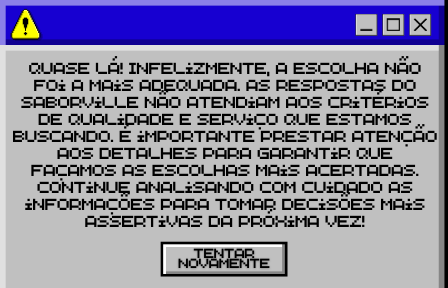 QUASE LÁ! INFELIZMENTE, A ESCOLHA NÃO
FOI A MAIS ADEQUADA. AS RESPOSTAS DO
SABORVILLE NÃO ATENDIAM AOS CRITÉRIOS
DE QUALIDADE E SERVIÇO QUE ESTAMOS
BUSCANDO. É IMPORTANTE PRESTAR ATENÇÃO
AOS DETALHES PARA GARANTIR QUE
FAÇAMOS AS ESCOLHAS MAIS ACERTADAS.
CONTINUE ANALISANDO COM CUIDADO AS
INFORMAÇÕES PARA TOMAR DECISÕES MAIS
ASSERTIVAS DA PRÓXIMA VEZ!
TENTAR
NOVAMENTE